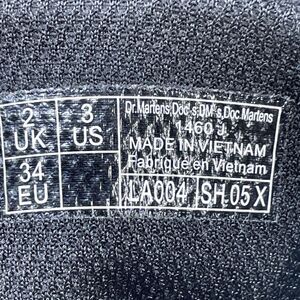 2 UK
3 US
34 EU
Dr.Martens,Doc's,DM's,Doc.Martens
1460 J
MADE IN VIETNAM
Fabriqué en Vietnam
LA004
SH.05 X